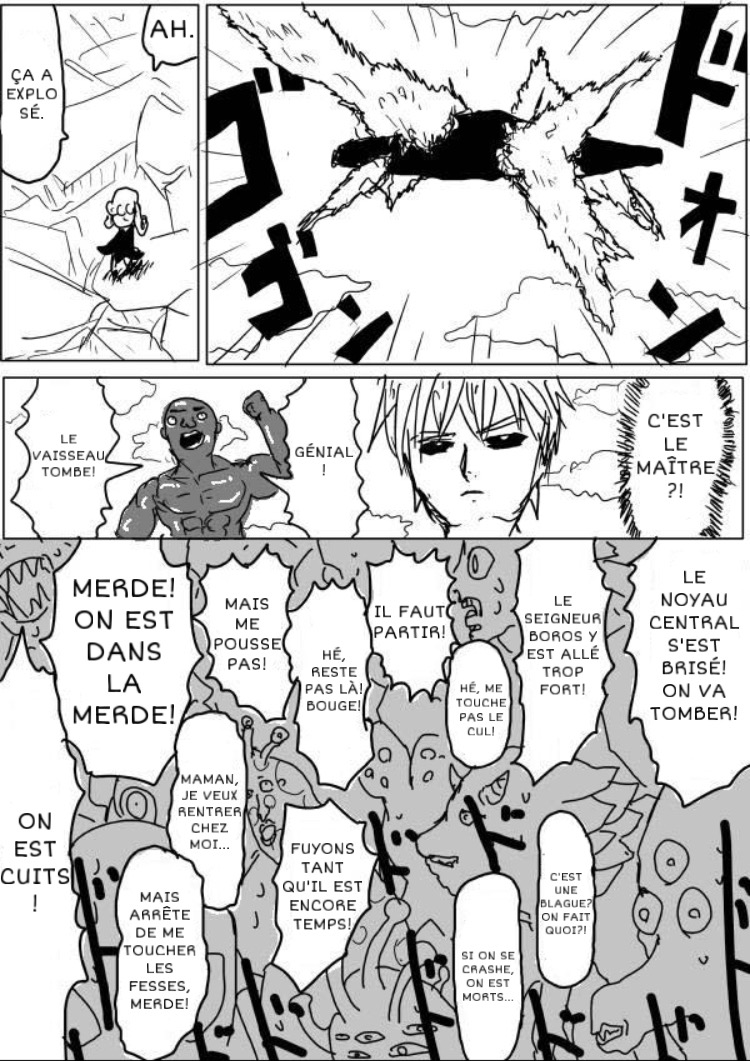 ドゴオゴン
AH.
ÇA A
EXPLO
SÉ.
C'EST
LE
MAÎTRE
?!
GÉNIAL
!
LE
VAISSEAU
TOMBE!
LE
NOYAU
CENTRAL
S'EST
BRISÉ!
ON VA
TOMBER!
LE
SEIGNEUR
BOROS Y
EST ALLÉ
TROP
FORT!
IL FAUT
PARTIR!
HÉ, ME
TOUCHE
PAS LE
CUL!
HÉ,
RESTE
PAS LÀ!
BOUGE!
MAIS
ME
POUSSE
PAS!
MERDE!
ON EST
DANS
LA
MERDE!
MAMAN,
JE VEUX
RENTRER
CHEZ
MOI...
C'EST
UNE
BLAGUE?
ON FAIT
QUOI?!
SI ON SE
CRASHE,
ON EST
MORTS...
FUYONS
TANT
QU'IL EST
ENCORE
TEMPS!
MAIS
ARRÊTE
DE ME
TOUCHER
LES
FESSES,
MERDE!
ON
EST
CUITS
!